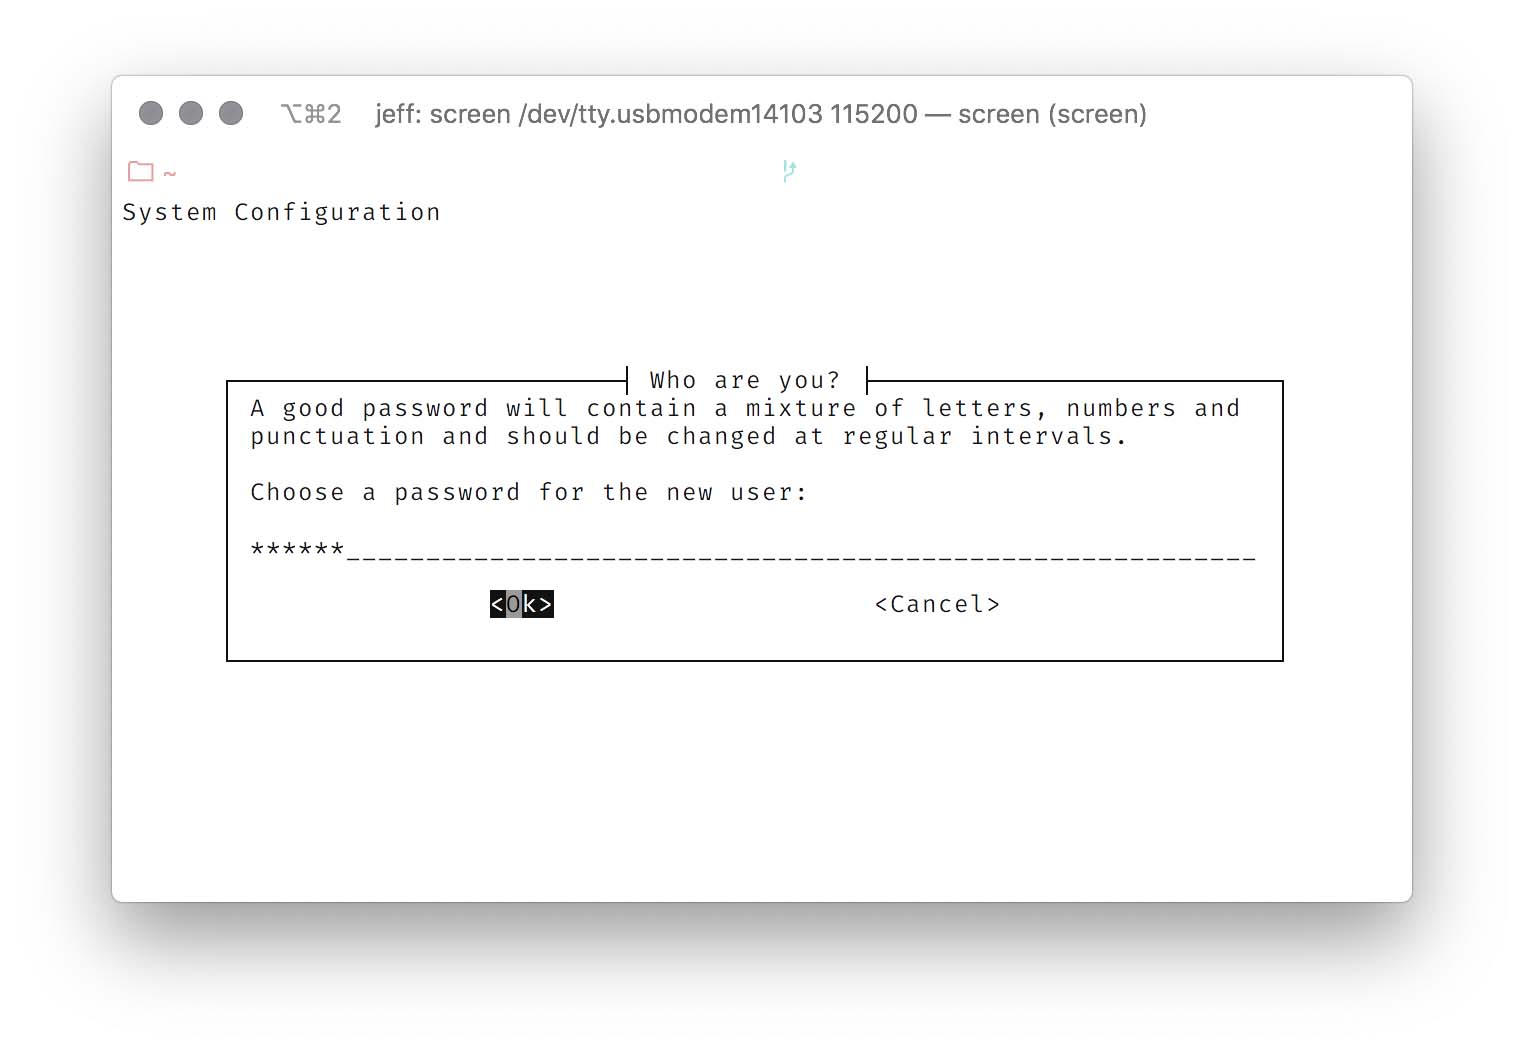 ⌥⌘2 jeff: screen /dev/tty.usbmodem14103 115200 — screen (screen)
~
System Configuration
Who are you?
A good password will contain a mixture of letters, numbers and
punctuation and should be changed at regular intervals.
Choose a password for the new user:
******_________________________________________________________
<Ok> <Cancel>